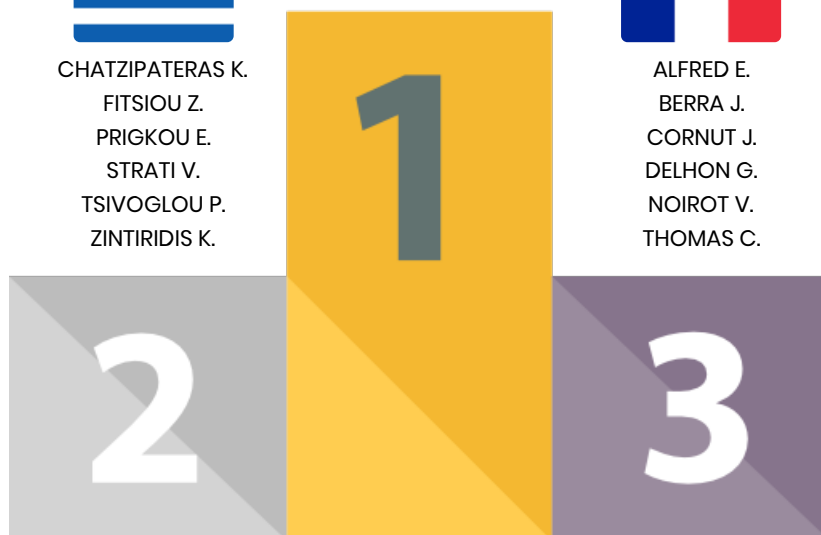 CHATZIPATERAS K.
FITSIOU Z.
PRIGKOU E.
STRATI V.
TSIVOGLOU P.
ZINTIRIDIS K.
2
1
ALFRED E.
BERRA J.
CORNUT J.
DELHON G.
NOIROT V.
THOMAS C.
3